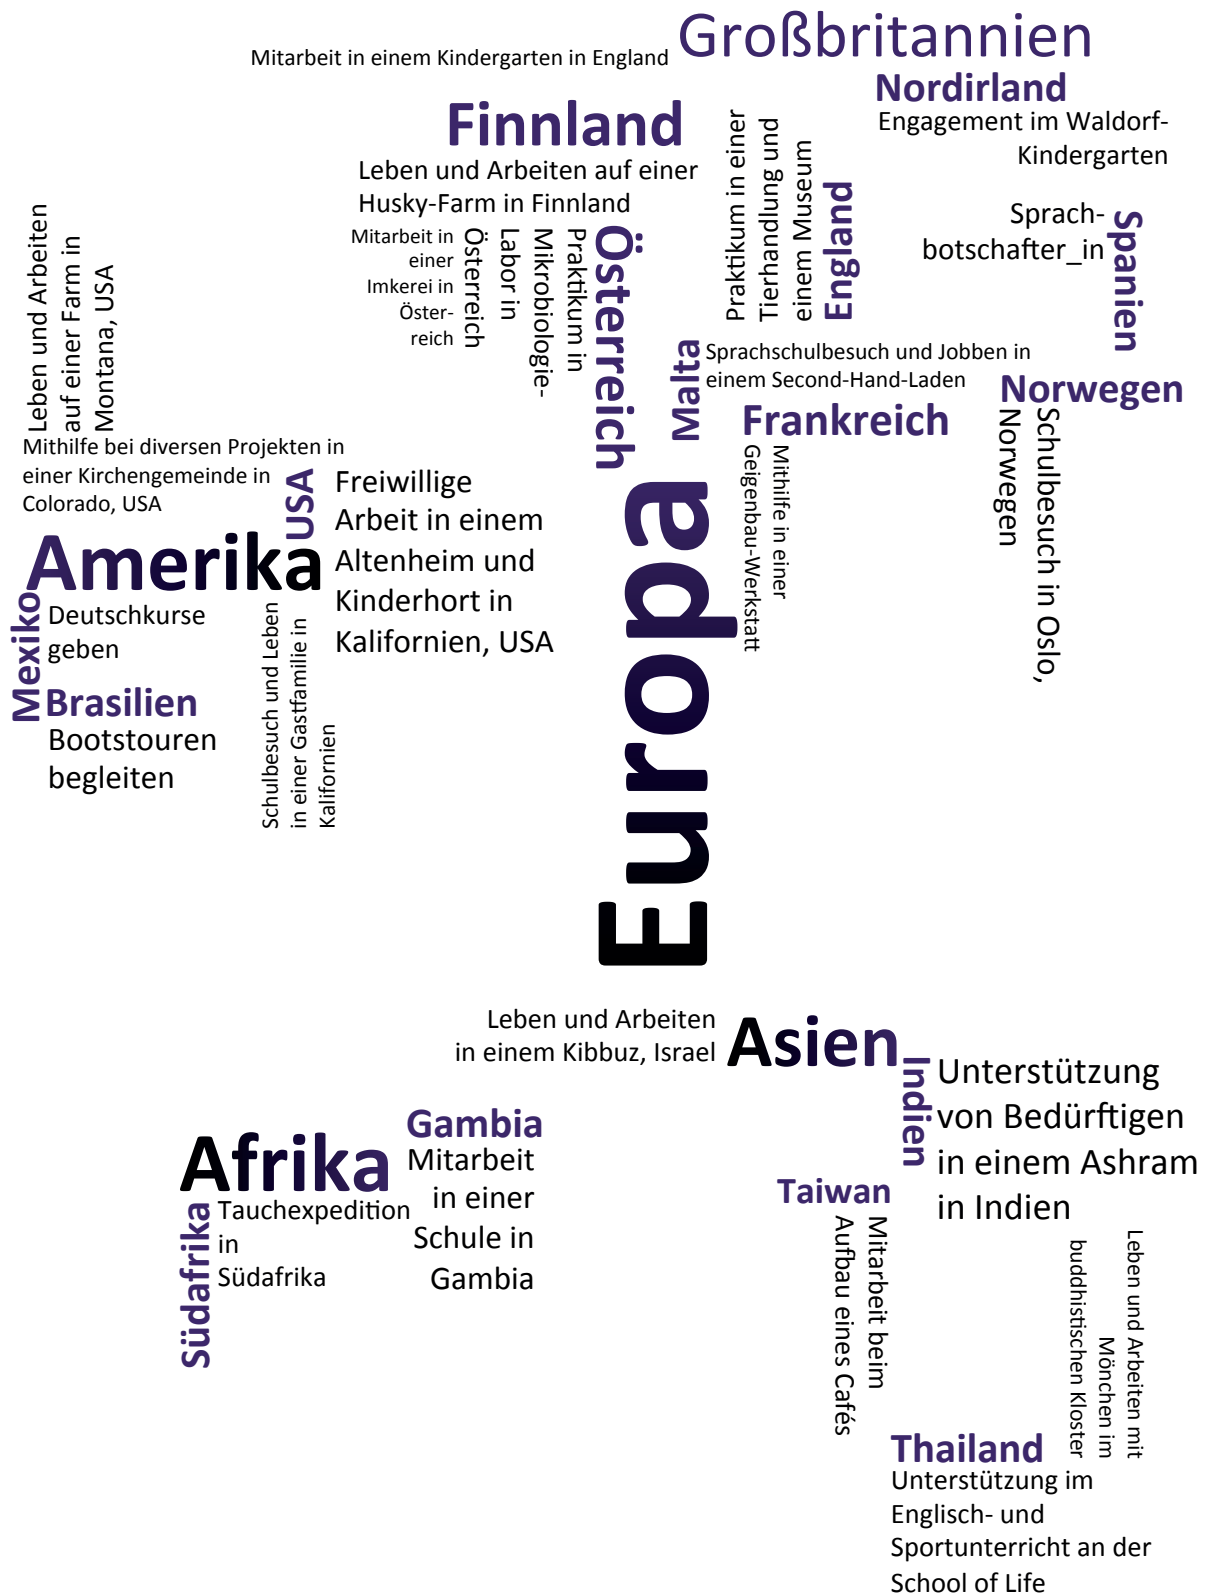 Großbritannien
Mitarbeit in einem Kindergarten in England
Nordirland
Engagement im Waldorf-
Kindergarten
Finnland
Leben und Arbeiten auf einer
Husky-Farm in Finnland
Praktikum in einer
Tierhandlung und
einem Museum
England
Sprach-
botschafter_in
Spanien
Mitarbeit in
einer
Imkerei in
Öster-
reich
Praktikum in
Mikrobiologie-
Labor in
Österreich
Österreich
Malta
Sprachschulbesuch und Jobben in
einem Second-Hand-Laden
Norwegen
Schulbesuch in Oslo,
Norwegen
Frankreich
Mithilfe in einer
Geigenbau-Werkstatt
Europa
Leben und Arbeiten
auf einer Farm in
Montana, USA
Mithilfe bei diversen Projekten in
einer Kirchengemeinde in
Colorado, USA
USA
Freiwillige
Arbeit in einem
Altenheim und
Kinderhort in
Kalifornien, USA
Amerika
Mexiko
Deutschkurse
geben
Brasilien
Bootstouren
begleiten
Schulbesuch und Leben
in einer Gastfamilie in
Kalifornien
Leben und Arbeiten
in einem Kibbuz, Israel
Asien
Indien
Unterstützung
von Bedürftigen
in einem Ashram
in Indien
Gambia
Mitarbeit
in einer
Schule in
Gambia
Afrika
Südafrika
Tauchexpedition
in
Südafrika
Taiwan
Mitarbeit beim
Aufbau eines Cafés
Leben und Arbeiten mit
Mönchen im
buddhistischen Kloster
Thailand
Unterstützung im
Englisch- und
Sportunterricht an der
School of Life